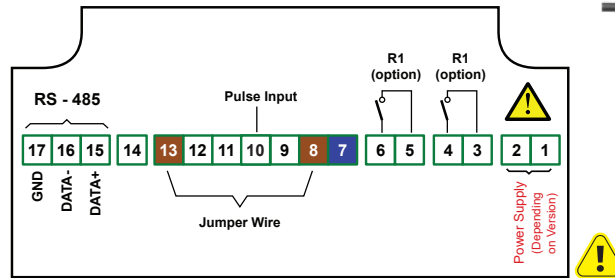 R1
(option)
R1
(option)
RS - 485
Pulse Input
17 16 15 14 13 12 11 10 9 8 7 6 5 4 3 2 1
GND
DATA-
DATA+
Jumper Wire
Power Supply
(Depending
on Version)